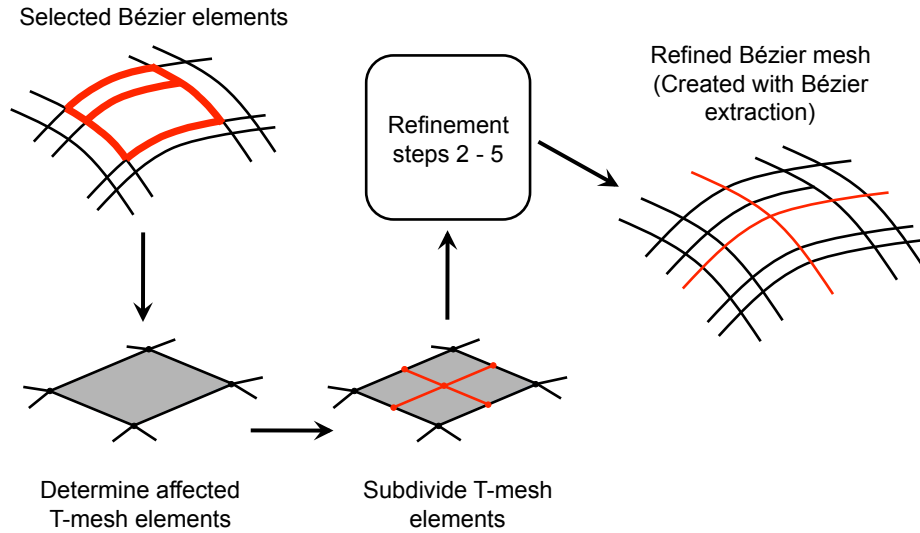 Selected Bézier elements
Refinement
steps 2 - 5
Refined Bézier mesh
(Created with Bézier
extraction)
Determine affected
T-mesh elements
Subdivide T-mesh
elements